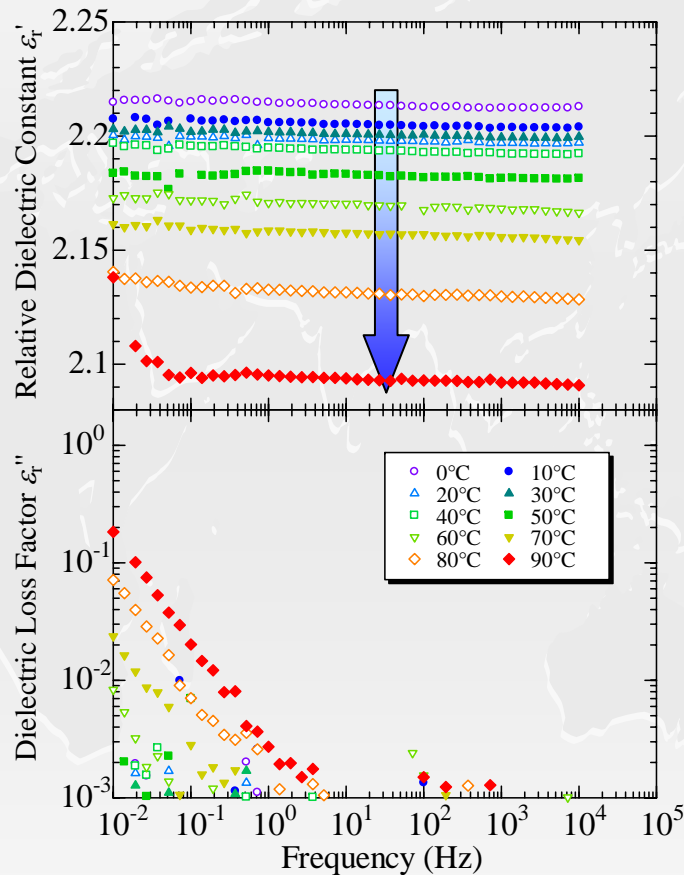 Relative Dielectric Constant εr'
2.25
2.2
2.15
2.1
Dielectric Loss Factor εr''
10^0
10^-1
10^-2
10^-3
0°C 10°C
20°C 30°C
40°C 50°C
60°C 70°C
80°C 90°C
10^-2 10^-1 10^0 10^1 10^2 10^3 10^4 10^5
Frequency (Hz)